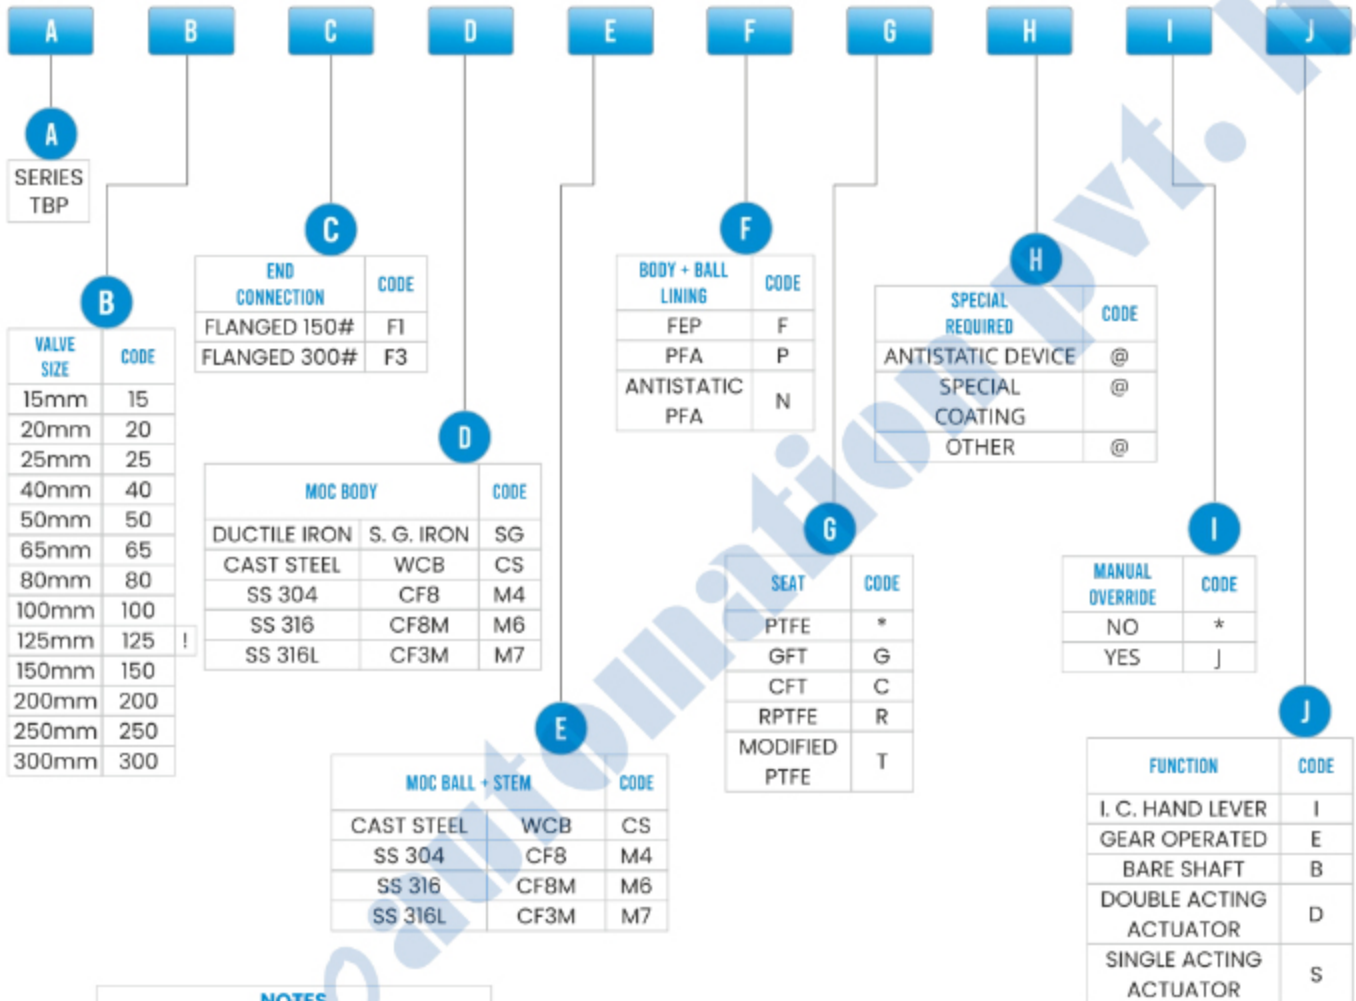 A B C D E F G H I J
A
SERIES
TBP
B
VALVE
SIZE CODE
15mm 15
20mm 20
25mm 25
40mm 40
50mm 50
65mm 65
80mm 80
100mm 100
125mm 125 !
150mm 150
200mm 200
250mm 250
300mm 300
C
END
CONNECTION CODE
FLANGED 150# F1
FLANGED 300# F3
D
MOC BODY CODE
DUCTILE IRON S. G. IRON SG
CAST STEEL WCB CS
SS 304 CF8 M4
SS 316 CF8M M6
SS 316L CF3M M7
E
MOC BALL + STEM CODE
CAST STEEL WCB CS
SS 304 CF8 M4
SS 316 CF8M M6
SS 316L CF3M M7
F
BODY + BALL
LINING CODE
FEP F
PFA P
ANTISTATIC
PFA N
G
SEAT CODE
PTFE *
GFT G
CFT C
RPTFE R
MODIFIED
PTFE T
H
SPECIAL
REQUIRED CODE
ANTISTATIC DEVICE @
SPECIAL @
COATING
OTHER @
I
MANUAL
OVERRIDE CODE
NO *
YES J
J
FUNCTION CODE
I. C. HAND LEVER I
GEAR OPERATED E
BARE SHAFT B
DOUBLE ACTING
ACTUATOR D
SINGLE ACTING
ACTUATOR S
NOTES
automation pvt.